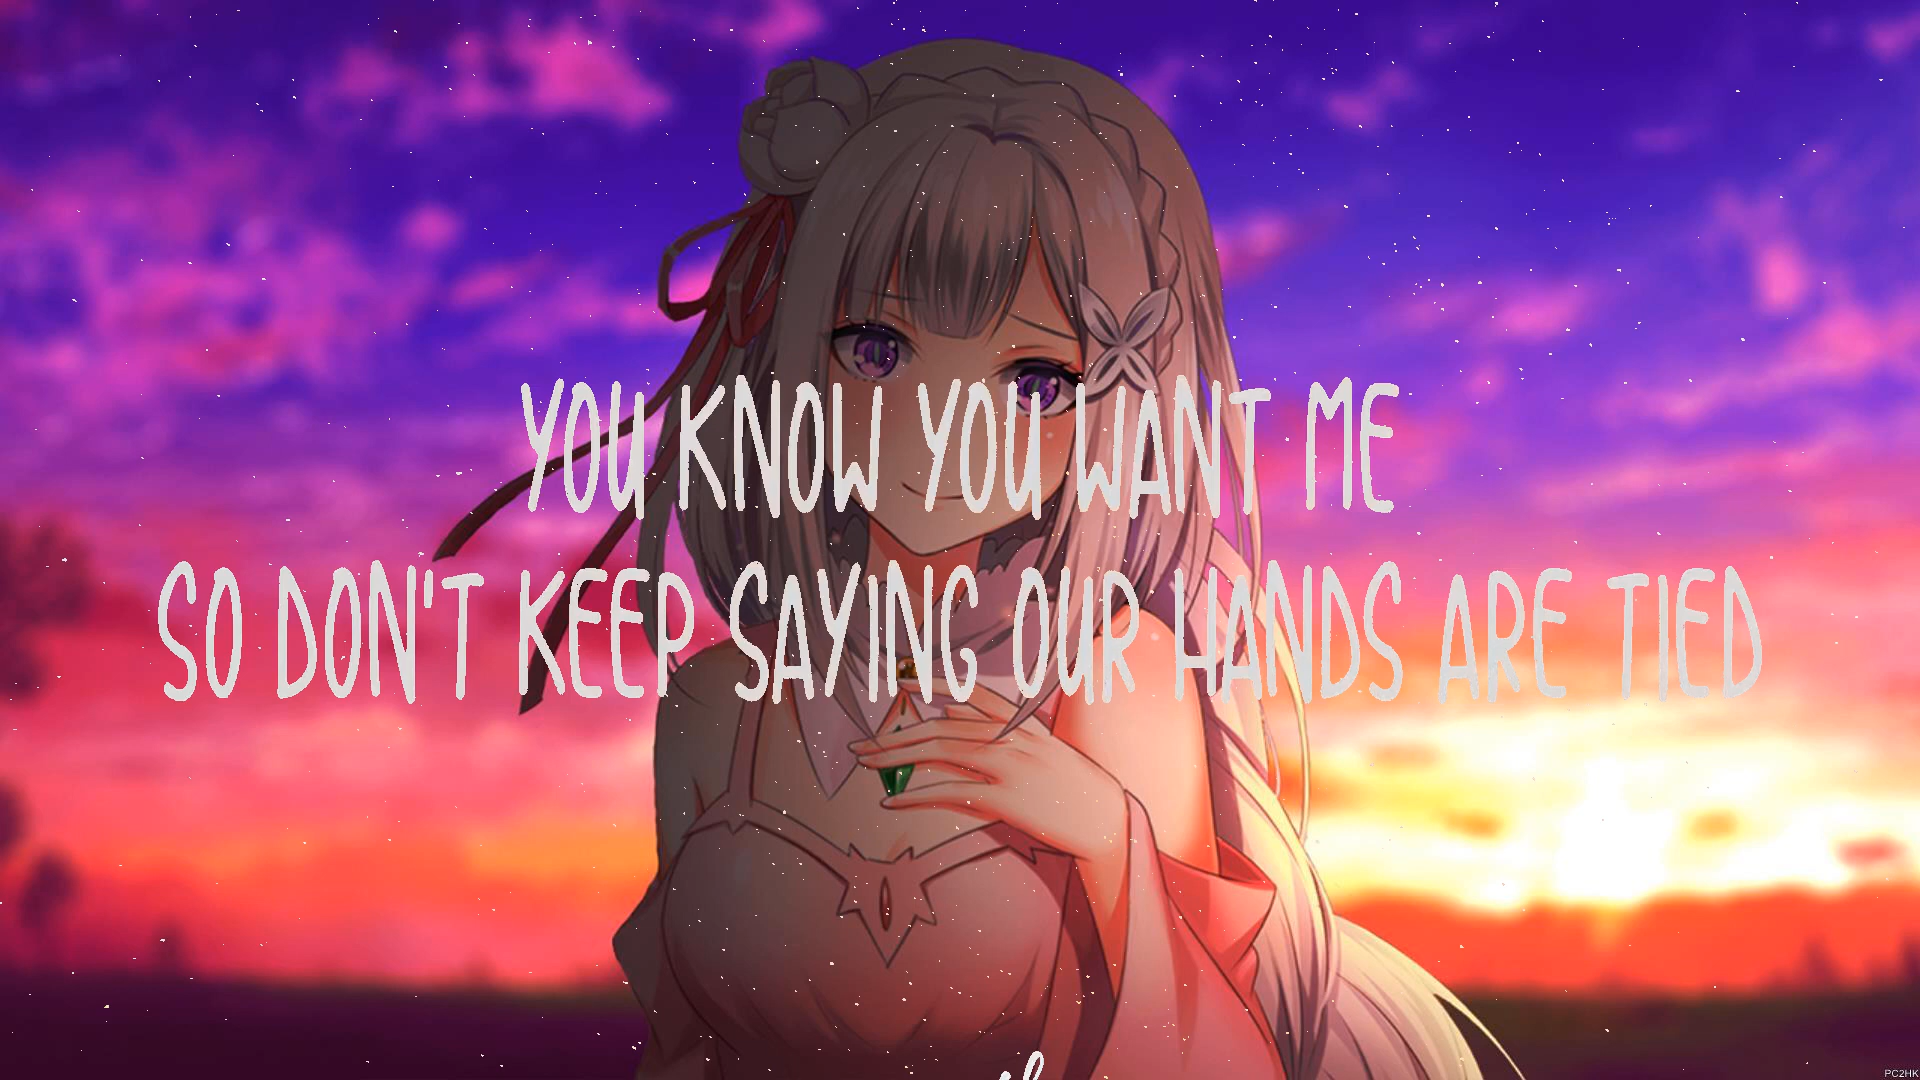 YOU KNOW YOU WANT ME
SO DON'T KEEP SAYING OUR HANDS ARE TIED
PC2HK